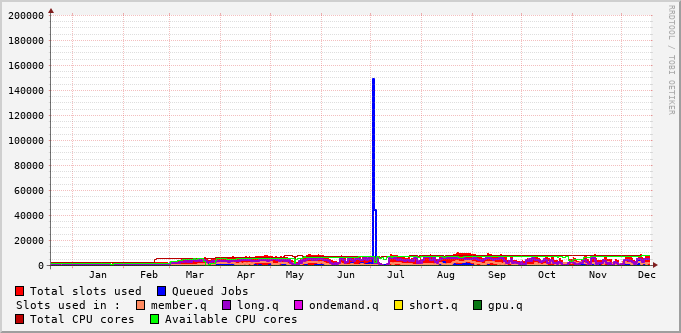 RRDTOOL / TOBI OETIKER
200000
180000
160000
140000
120000
100000
80000
60000
40000
20000
0
Jan Feb Mar Apr May Jun Jul Aug Sep Oct Nov Dec
Total slots used Queued Jobs
Slots used in : member.q long.q ondemand.q short.q gpu.q
Total CPU cores Available CPU cores